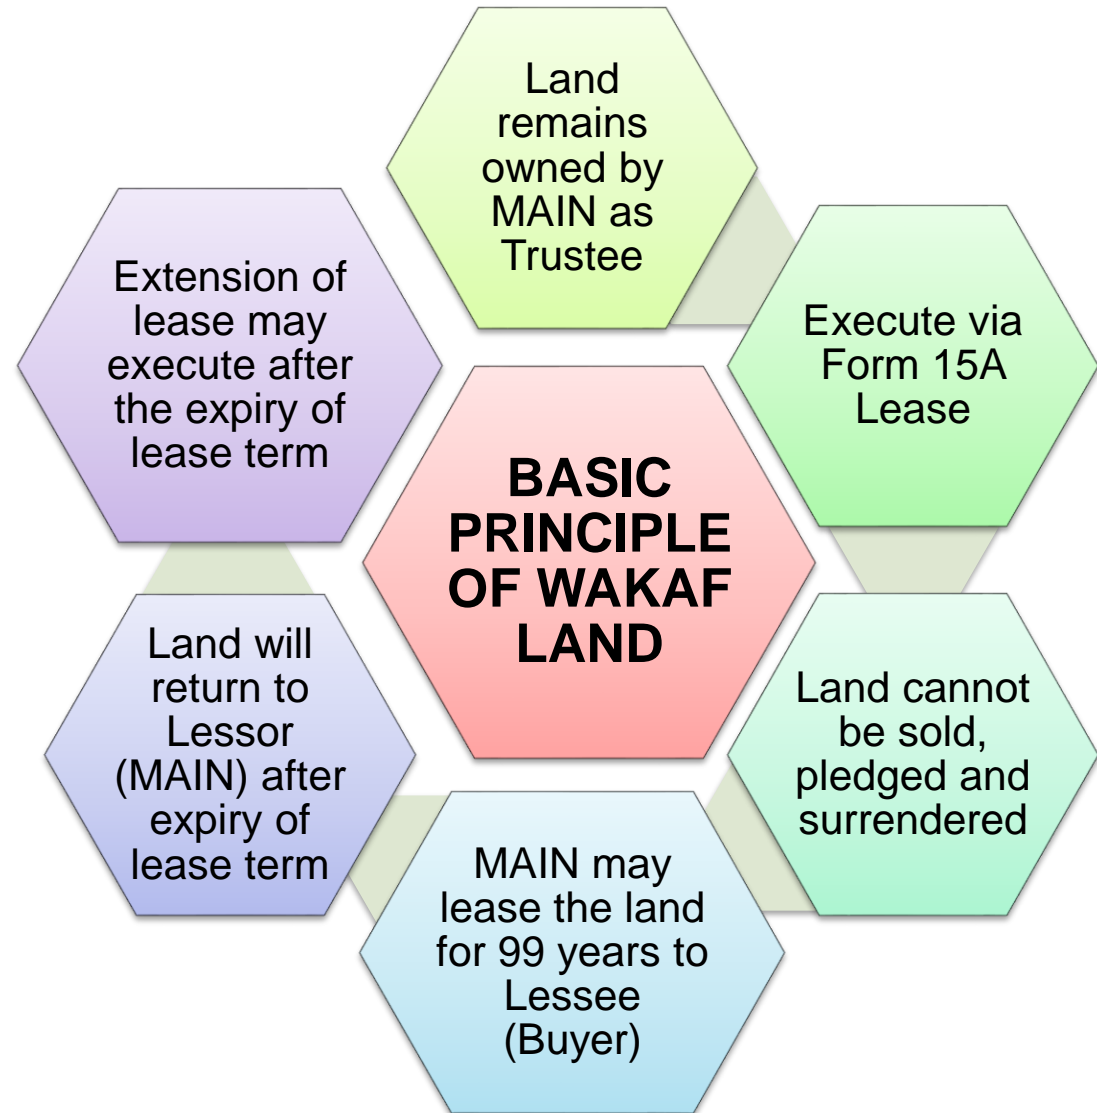 Land
remains
owned by
MAIN as
Trustee
Execute via
Form 15A
Lease
Land cannot
be sold,
pledged and
surrendered
MAIN may
lease the land
for 99 years to
Lessee
(Buyer)
Land will
return to
Lessor
(MAIN) after
expiry of
lease term
Extension of
lease may
execute after
the expiry of
lease term
BASIC
PRINCIPLE
OF WAKAF
LAND